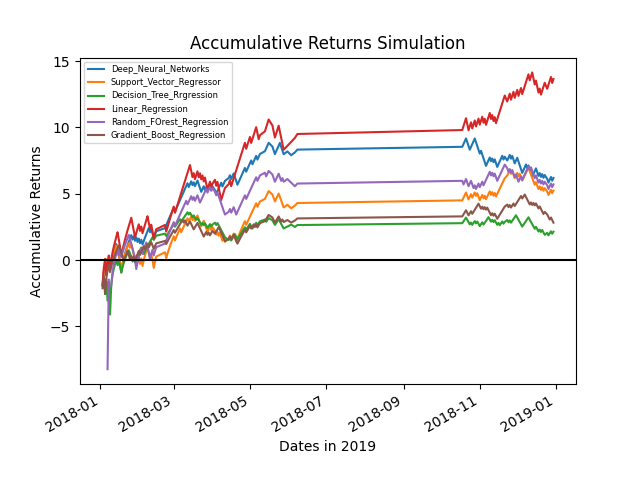 Accumulative Returns Simulation
Deep_Neural_Networks
Support_Vector_Regressor
Decision_Tree_Rrgression
Linear_Regression
Random_FOrest_Regression
Gradient_Boost_Regression
Accumulative Returns
15
10
5
0
−5
2018-01
2018-03
2018-05
2018-07
2018-09
2018-11
2019-01
Dates in 2019